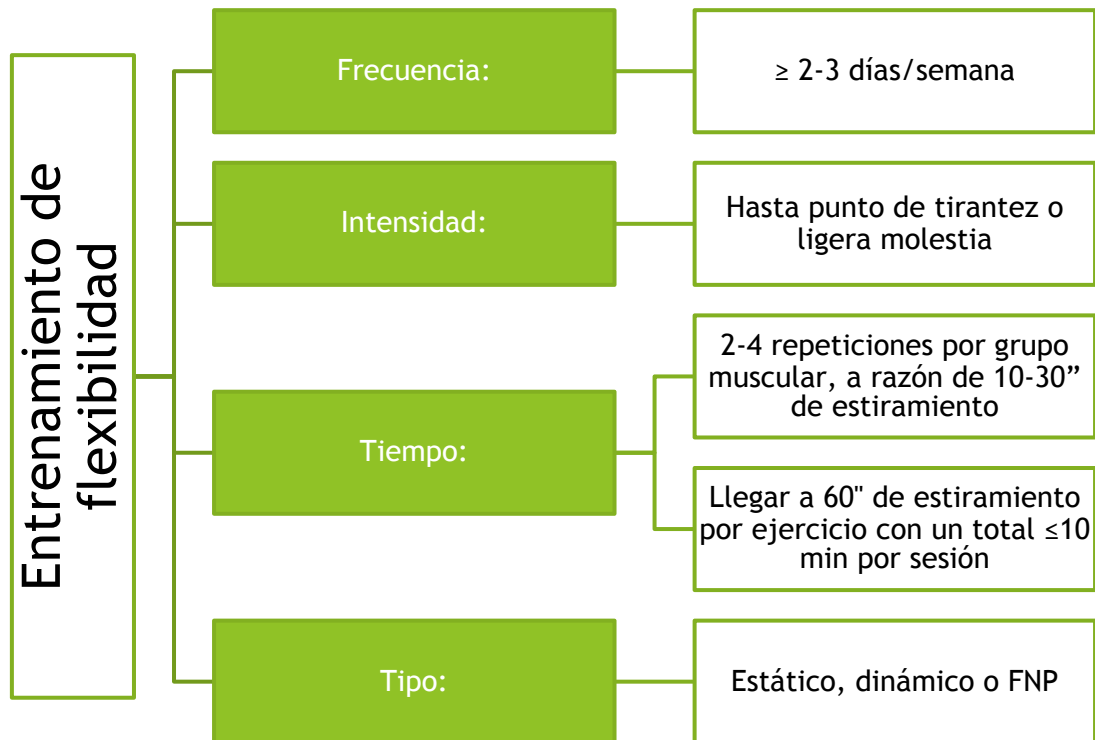 Entrenamiento de
flexibilidad
Frecuencia:
≥ 2-3 días/semana
Intensidad:
Hasta punto de tirantez o
ligera molestia
Tiempo:
2-4 repeticiones por grupo
muscular, a razón de 10-30”
de estiramiento
Llegar a 60" de estiramiento
por ejercicio con un total ≤10
min por sesión
Tipo:
Estático, dinámico o FNP